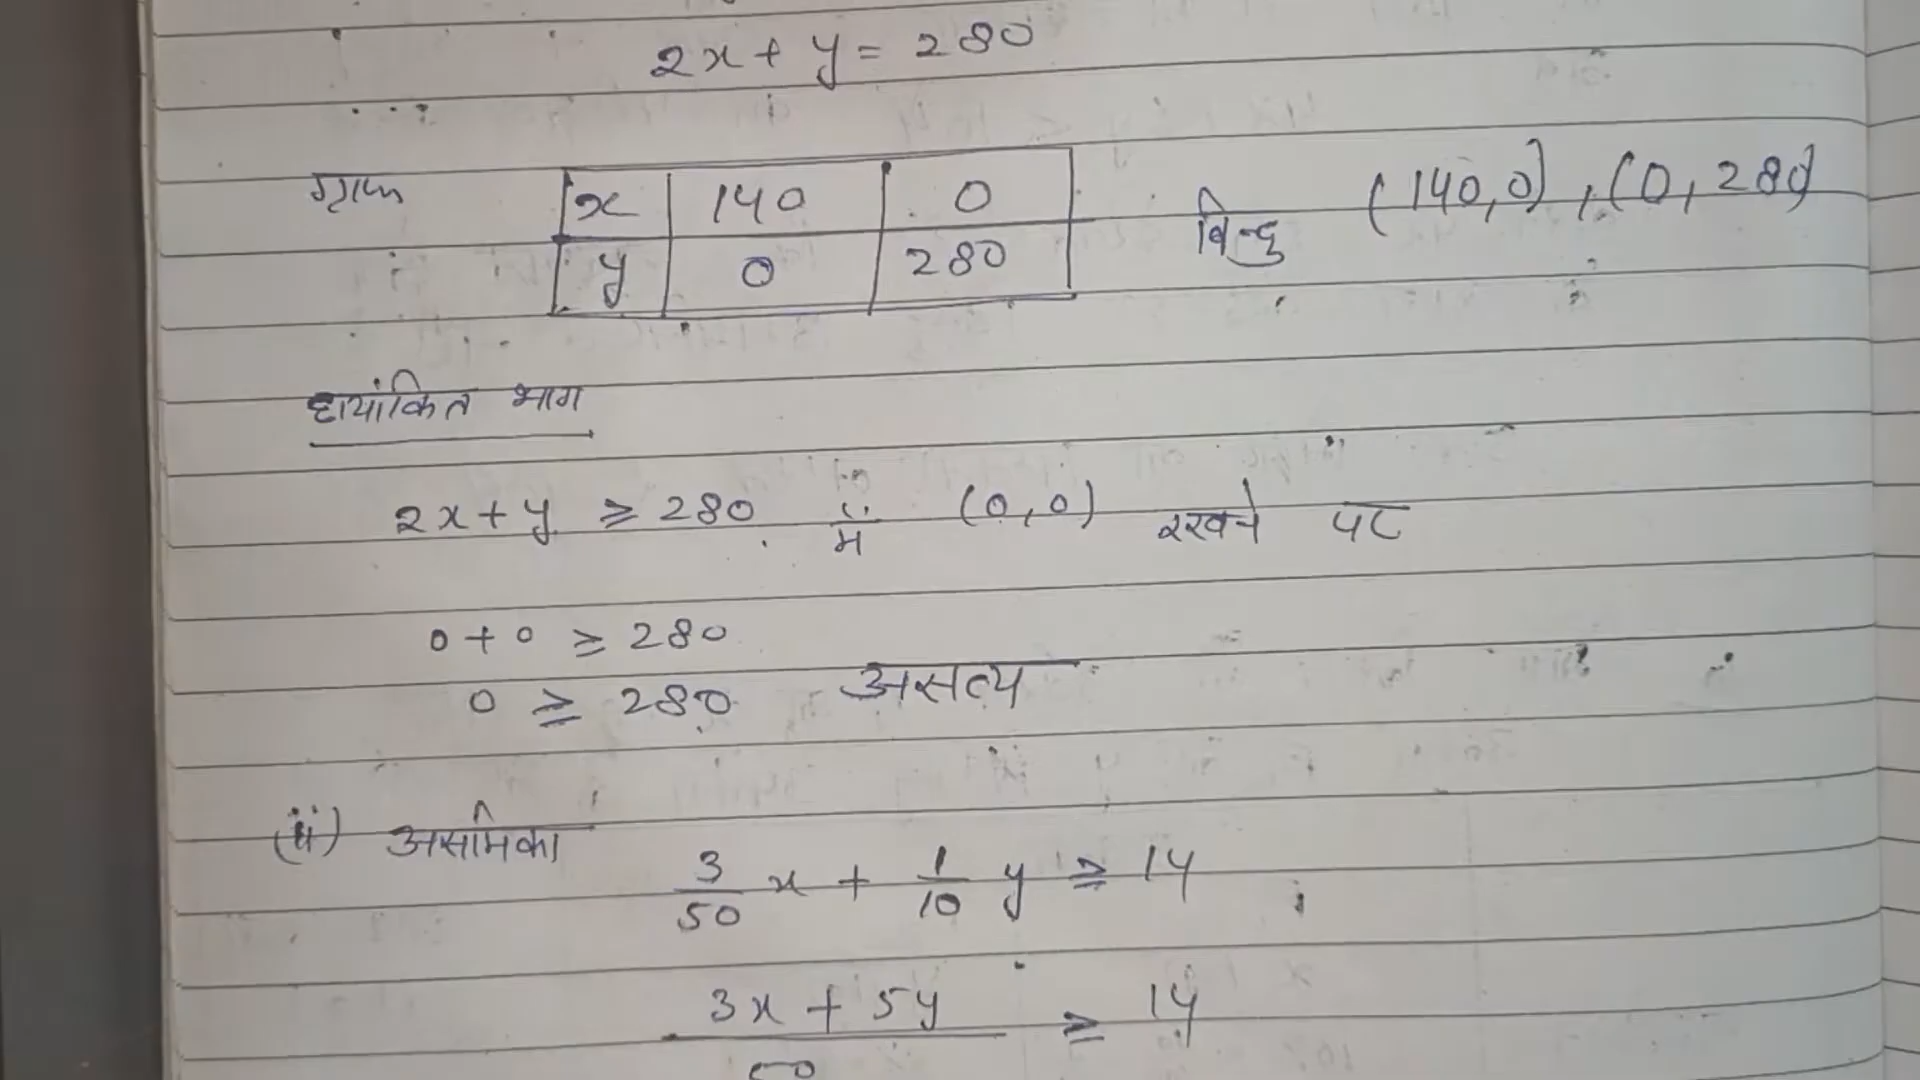 2x + y = 280
ग्राफ x 140 0 बिन्दु (140,0), (0, 280)
y 0 280
छायांकित भाग
2x + y ≥ 280 में (0,0) रखने पर
0 + 0 ≥ 280
0 ≥ 280 असत्य
(ii) असमिका
3/50 x + 1/10 y ≥ 14
3x + 5y / 50 ≥ 14